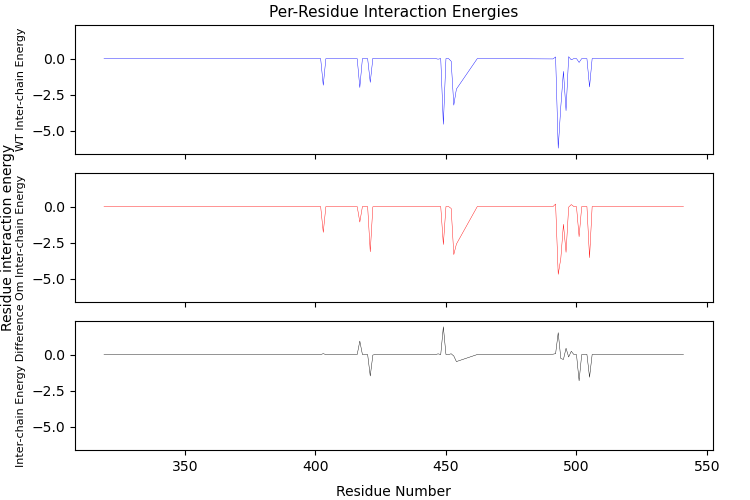 Per-Residue Interaction Energies
WT Inter-chain Energy
0.0
−2.5
−5.0
Residue interaction energy
Om Inter-chain Energy
0.0
−2.5
−5.0
Inter-chain Energy Difference
0.0
−2.5
−5.0
350
400
450
500
550
Residue Number